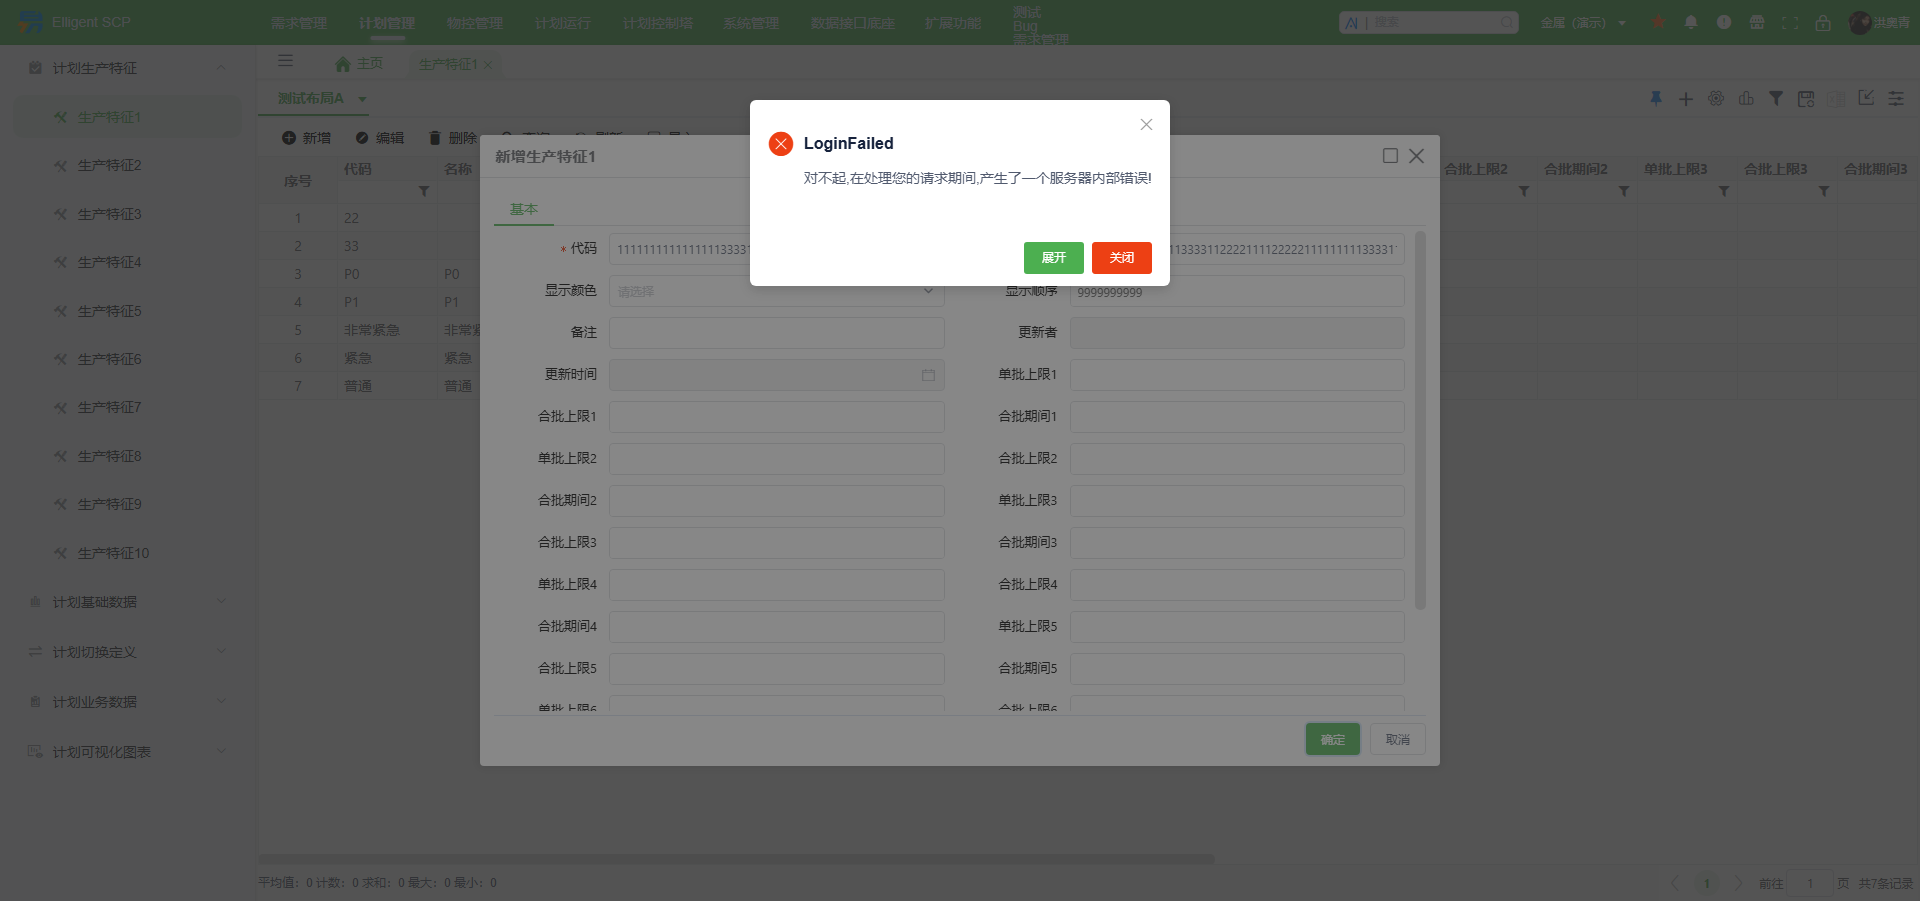 Elligent SCP
需求管理 计划管理 物控管理 计划运行 计划控制塔 系统管理 数据接口底座 扩展功能
测试
Bug
需求管理
AI | 搜索
金属（演示）
洪奥青
计划生产特征
生产特征1
生产特征2
生产特征3
生产特征4
生产特征5
生产特征6
生产特征7
生产特征8
生产特征9
生产特征10
计划基础数据
计划切换定义
计划业务数据
计划可视化图表
主页 生产特征1
测试布局A
新增 编辑 删除
序号 代码 名称 合批上限2 合批期间2 单批上限3 合批上限3 合批期间3
1 22
2 33
3 P0 P0
4 P1 P1
5 非常紧急 非常紧
6 紧急 紧急
7 普通 普通
新增生产特征1
基本
* 代码
显示颜色 请选择 显示顺序 9999999999
备注 更新者
更新时间 单批上限1
合批上限1 合批期间1
单批上限2 合批上限2
合批期间2 单批上限3
合批上限3 合批期间3
单批上限4 合批上限4
合批期间4 单批上限5
合批上限5 合批期间5
单批上限6 合批上限6
确定 取消
LoginFailed
对不起,在处理您的请求期间,产生了一个服务器内部错误!
展开 关闭
平均值：0 计数：0 求和：0 最大：0 最小：0
1 前往 1 页 共7条记录